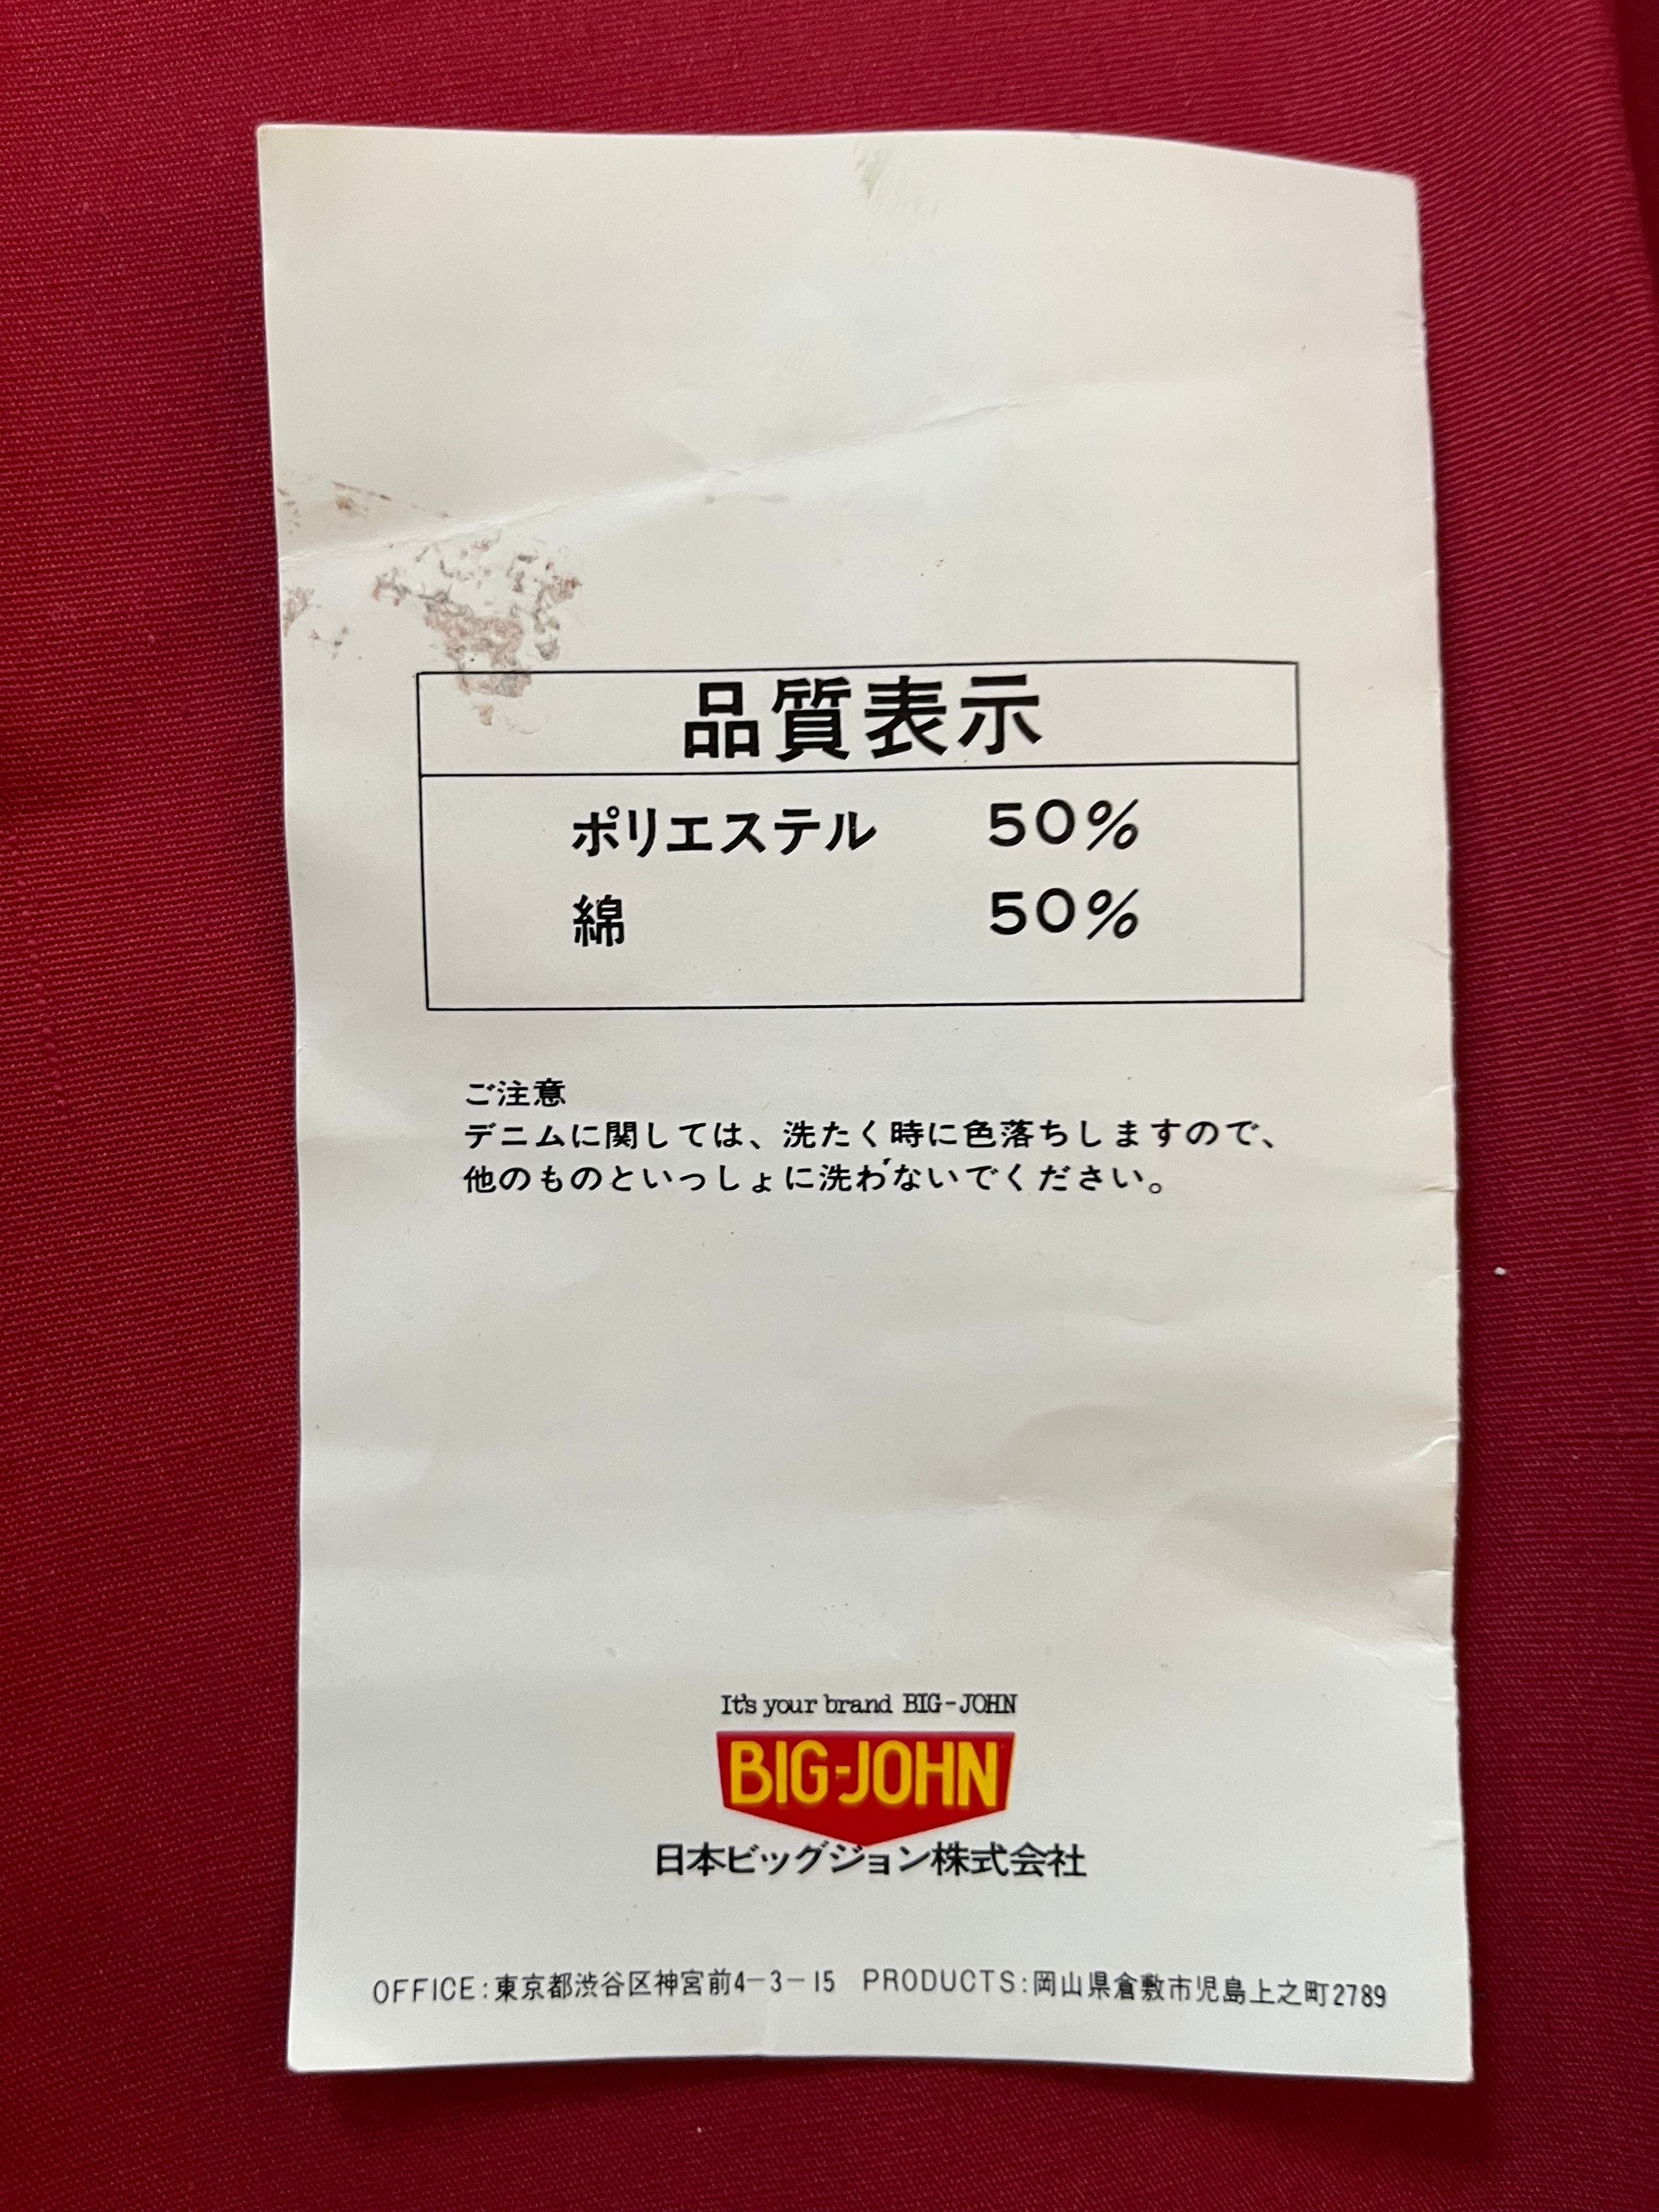 品質表示
ポリエステル 50%
綿 50%
ご注意
デニムに関しては、洗たく時に色落ちしますので、
他のものといっしょに洗わないでください。
It's your brand BIG-JOHN
BIG-JOHN
日本ビッグジョン株式会社
OFFICE:東京都渋谷区神宮前4-3-15 PRODUCTS:岡山県倉敷市児島上之町2789